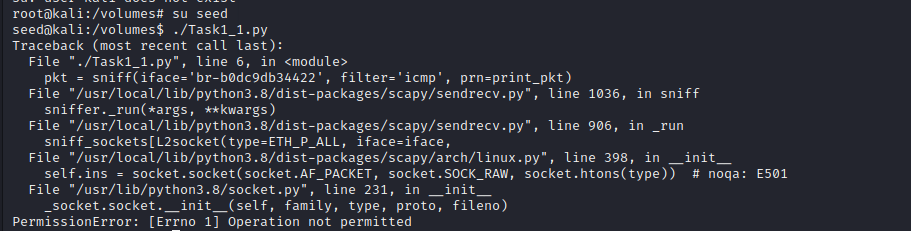 su: user kali does not exist
root@kali:/volumes# su seed
seed@kali:/volumes$ ./Task1_1.py
Traceback (most recent call last):
  File "./Task1_1.py", line 6, in <module>
    pkt = sniff(iface='br-b0dc9db34422', filter='icmp', prn=print_pkt)
  File "/usr/local/lib/python3.8/dist-packages/scapy/sendrecv.py", line 1036, in sniff
    sniffer._run(*args, **kwargs)
  File "/usr/local/lib/python3.8/dist-packages/scapy/sendrecv.py", line 906, in _run
    sniff_sockets[L2socket(type=ETH_P_ALL, iface=iface,
  File "/usr/local/lib/python3.8/dist-packages/scapy/arch/linux.py", line 398, in __init__
    self.ins = socket.socket(socket.AF_PACKET, socket.SOCK_RAW, socket.htons(type))  # noqa: E501
  File "/usr/lib/python3.8/socket.py", line 231, in __init__
    _socket.socket.__init__(self, family, type, proto, fileno)
PermissionError: [Errno 1] Operation not permitted